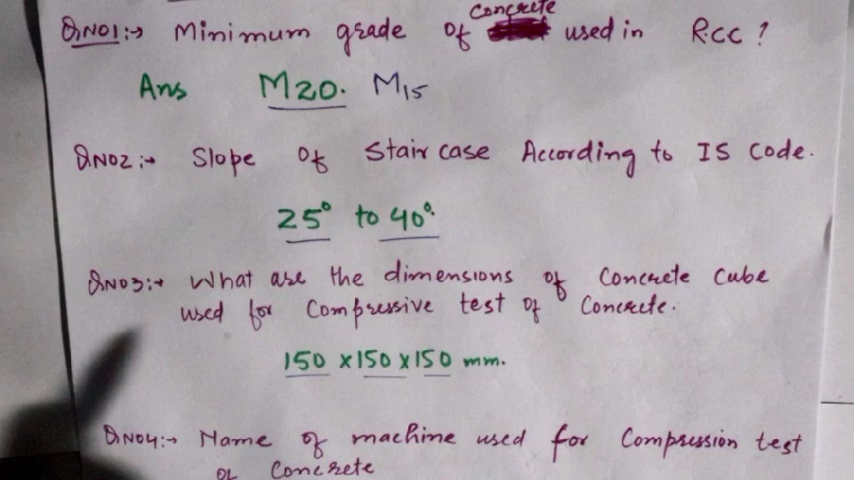 QNO1:→ Minimum grade of concrete used in RCC ?
Ans M20. M15
QNO2:→ Slope of Stair case According to IS Code.
25° to 40°.
QNO3:→ What are the dimensions of Concrete Cube
used for Compressive test of Concrete.
150 x 150 x 150 mm.
QNO4:→ Name of machine used for Compression test
of Concrete